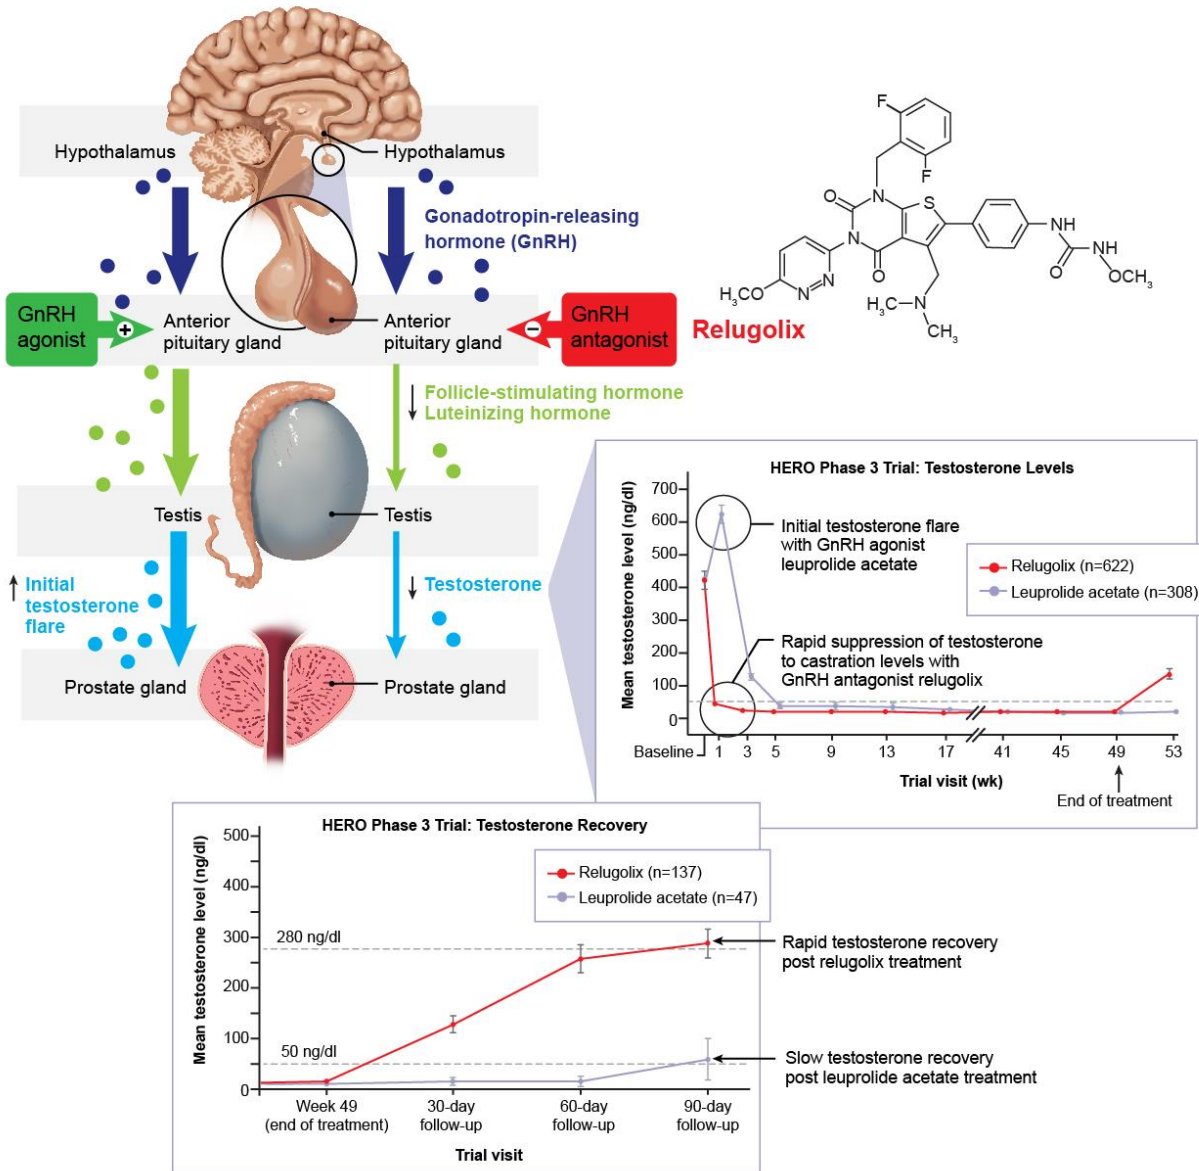 Hypothalamus
Hypothalamus
Gonadotropin-releasing
hormone (GnRH)
GnRH
agonist
+
Anterior
pituitary gland
Anterior
pituitary gland
−
GnRH
antagonist
Relugolix
F
F
O
N
S
N
O
N
N
H₃CO
NH
O
NH
OCH₃
H₃C
N
CH₃
↓ Follicle-stimulating hormone
Luteinizing hormone
Testis
Testis
↑ Initial
testosterone
flare
↓ Testosterone
Prostate gland
Prostate gland
HERO Phase 3 Trial: Testosterone Levels
Mean testosterone level (ng/dl)
700
600
500
400
300
200
100
0
Initial testosterone flare
with GnRH agonist
leuprolide acetate
Relugolix (n=622)
Leuprolide acetate (n=308)
Rapid suppression of testosterone
to castration levels with
GnRH antagonist relugolix
Baseline 1 3 5 9 13 17 41 45 49 53
Trial visit (wk)
End of treatment
HERO Phase 3 Trial: Testosterone Recovery
Mean testosterone level (ng/dl)
500
400
300
200
100
0
Relugolix (n=137)
Leuprolide acetate (n=47)
280 ng/dl
50 ng/dl
Rapid testosterone recovery
post relugolix treatment
Slow testosterone recovery
post leuprolide acetate treatment
Week 49
(end of treatment)
30-day
follow-up
60-day
follow-up
90-day
follow-up
Trial visit